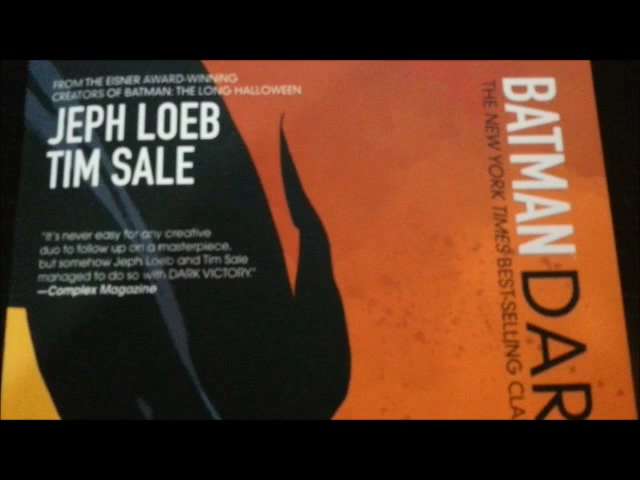 FROM THE EISNER AWARD-WINNING
CREATORS OF BATMAN: THE LONG HALLOWEEN
JEPH LOEB
TIM SALE
"It's never easy for any creative
duo to follow up on a masterpiece,
but somehow Jeph Loeb and Tim Sale
managed to do so with DARK VICTORY."
—Complex Magazine
BATMAN DAR
THE NEW YORK TIMES BEST-SELLING CLA